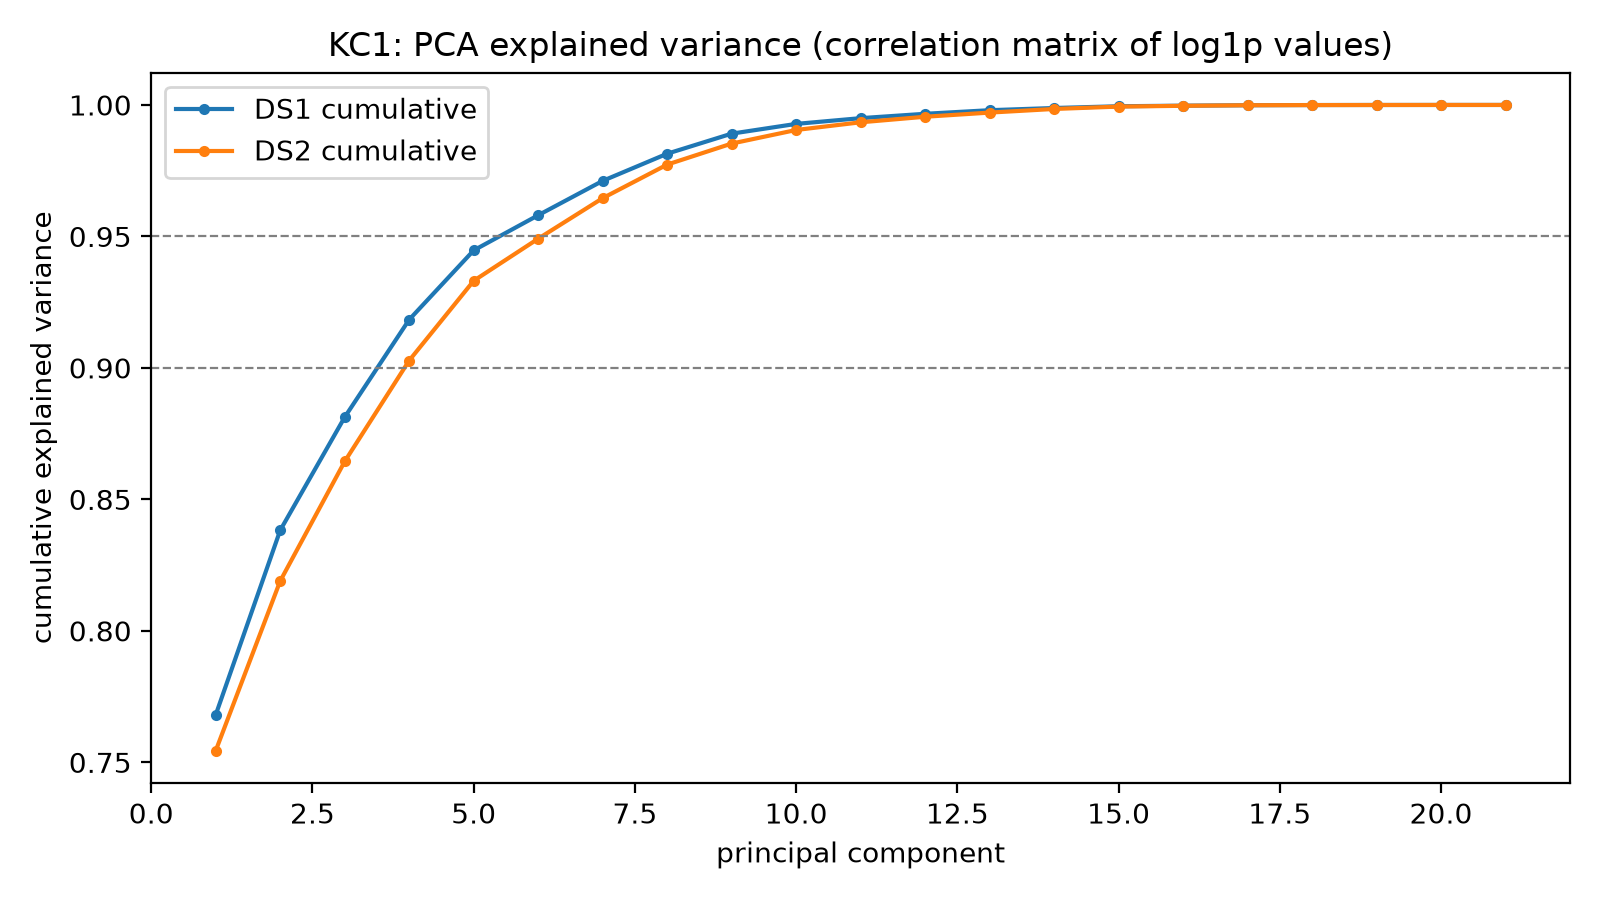 KC1: PCA explained variance (correlation matrix of log1p values)
DS1 cumulative
DS2 cumulative
cumulative explained variance
1.00
0.95
0.90
0.85
0.80
0.75
0.0 2.5 5.0 7.5 10.0 12.5 15.0 17.5 20.0
principal component